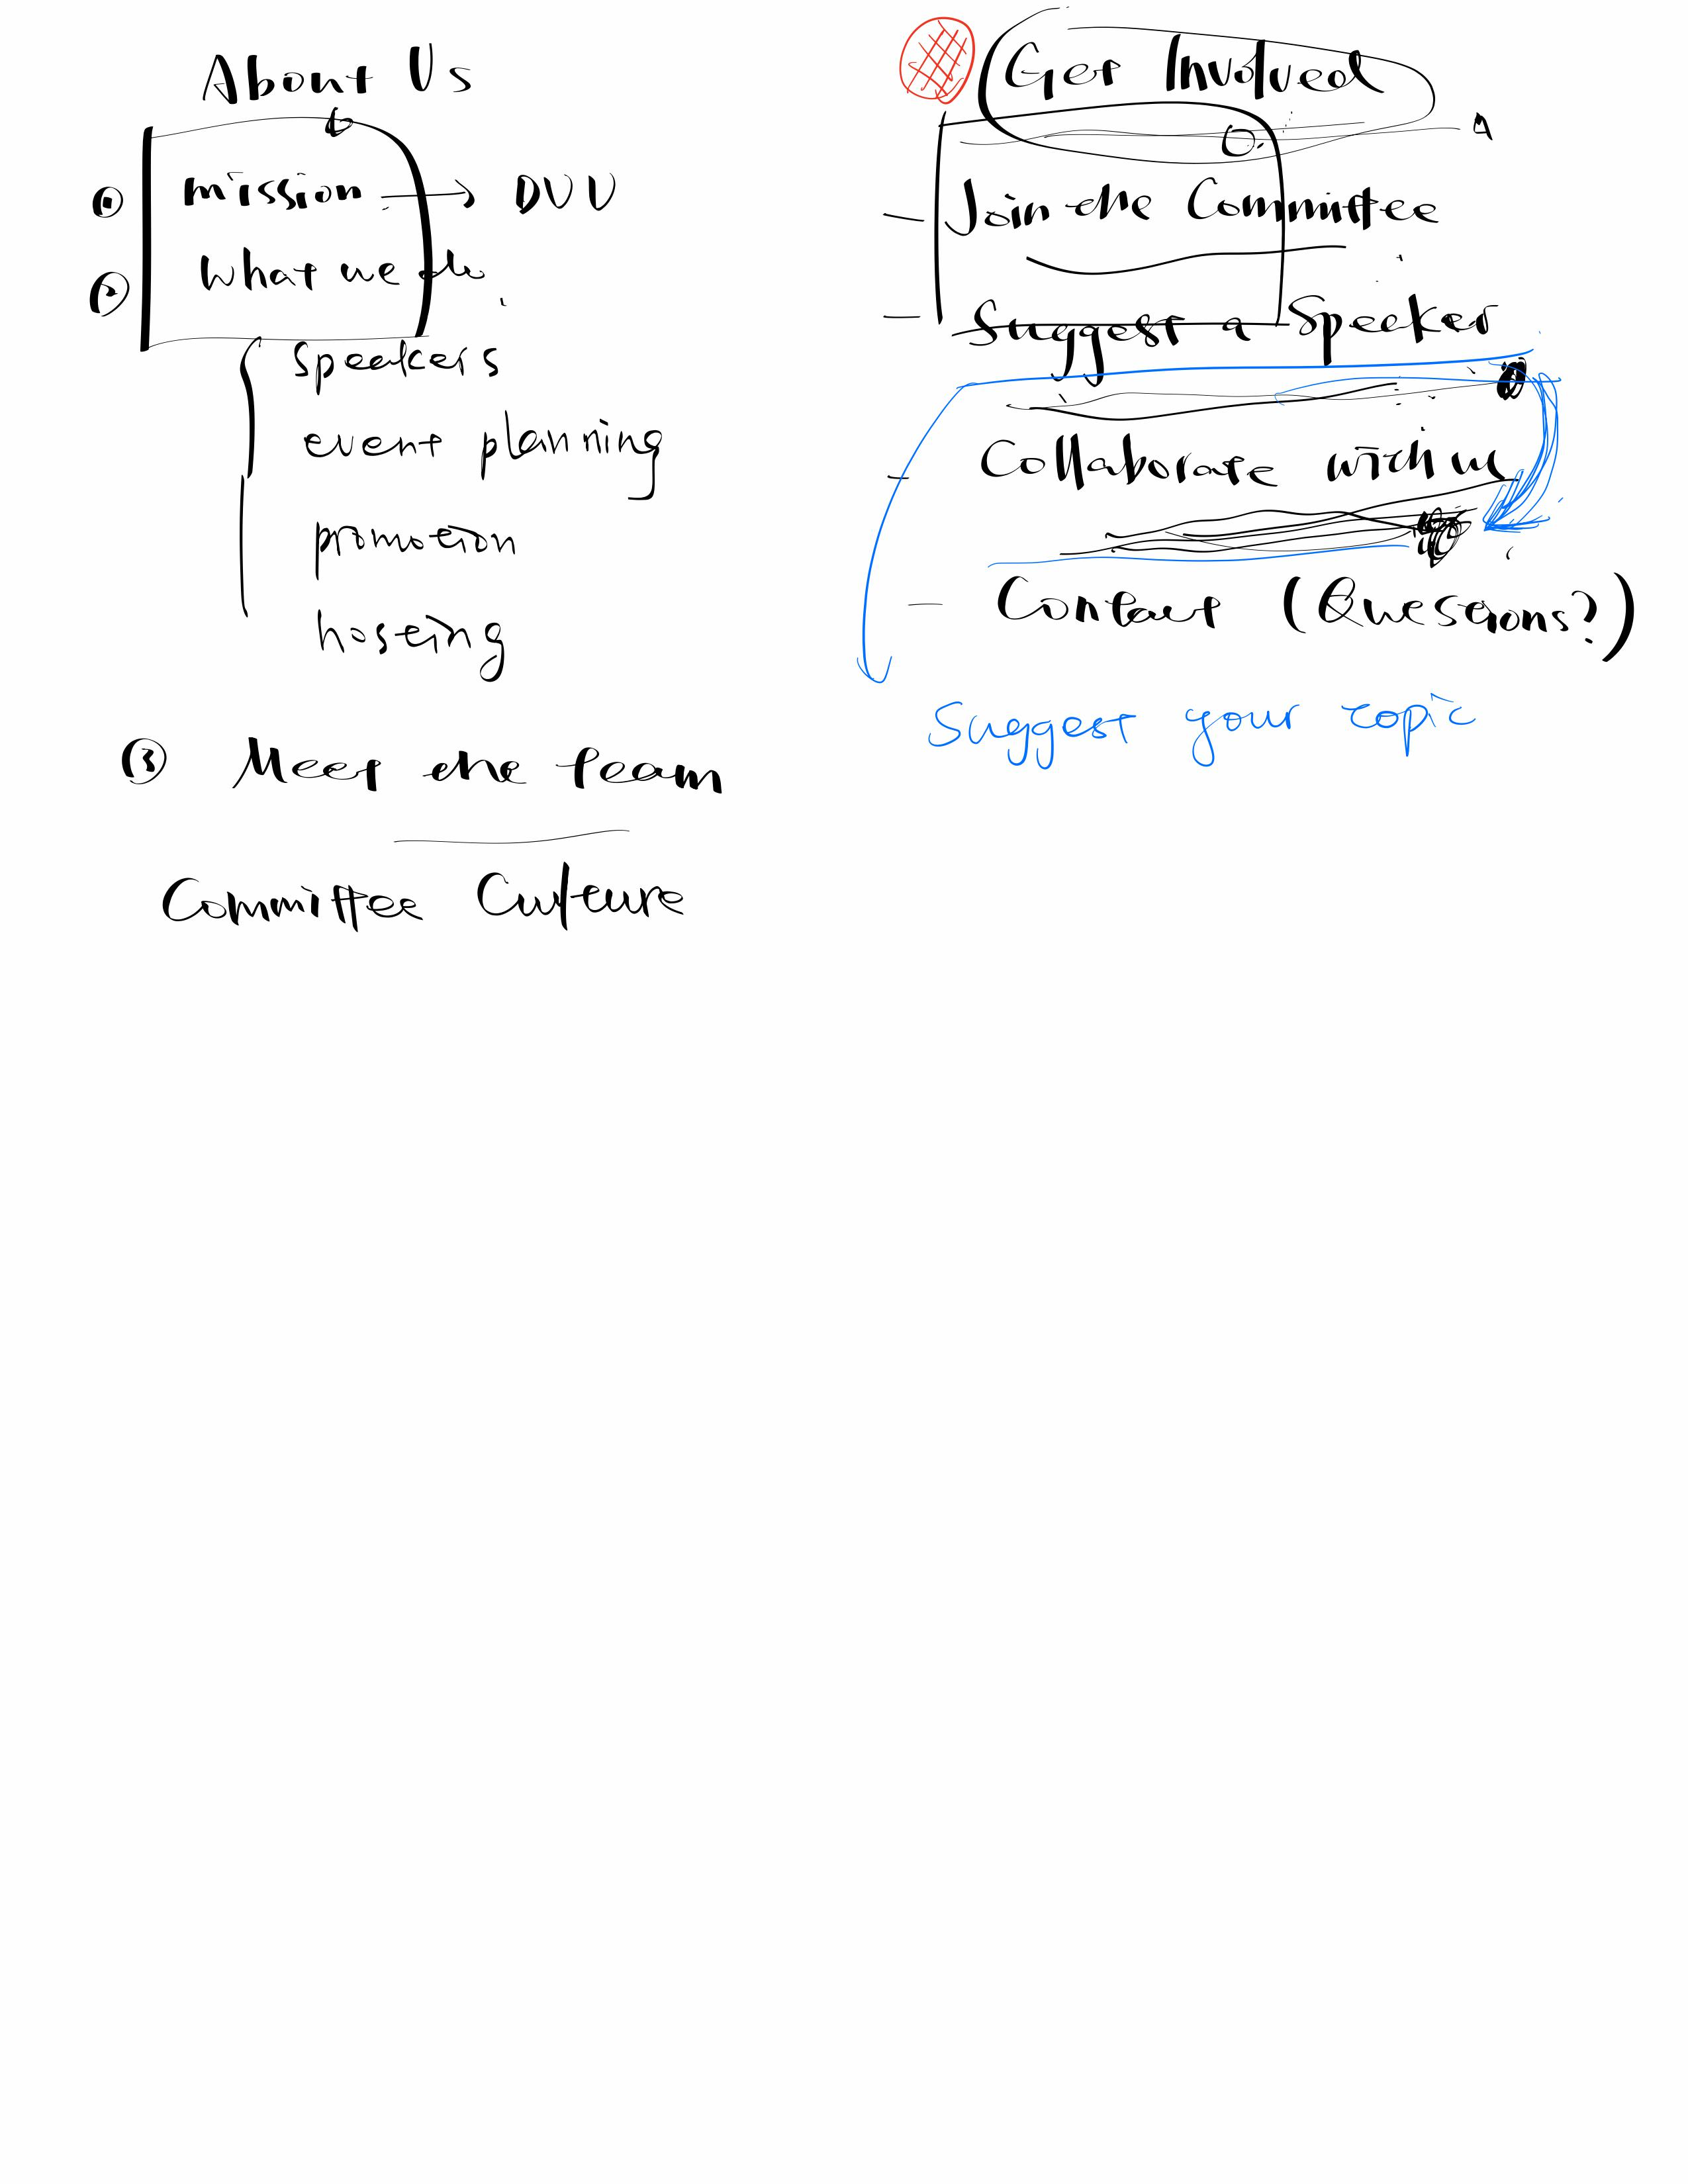 About Us
① mission → DVV
② What we do
speakers
event planning
promotion
hosting
③ Meet the team
Committee Culture
Get Involved
- Join the Committee
- Suggest a Speaker
- Collaborate with us
- Contact (Questions?)
Suggest your topic